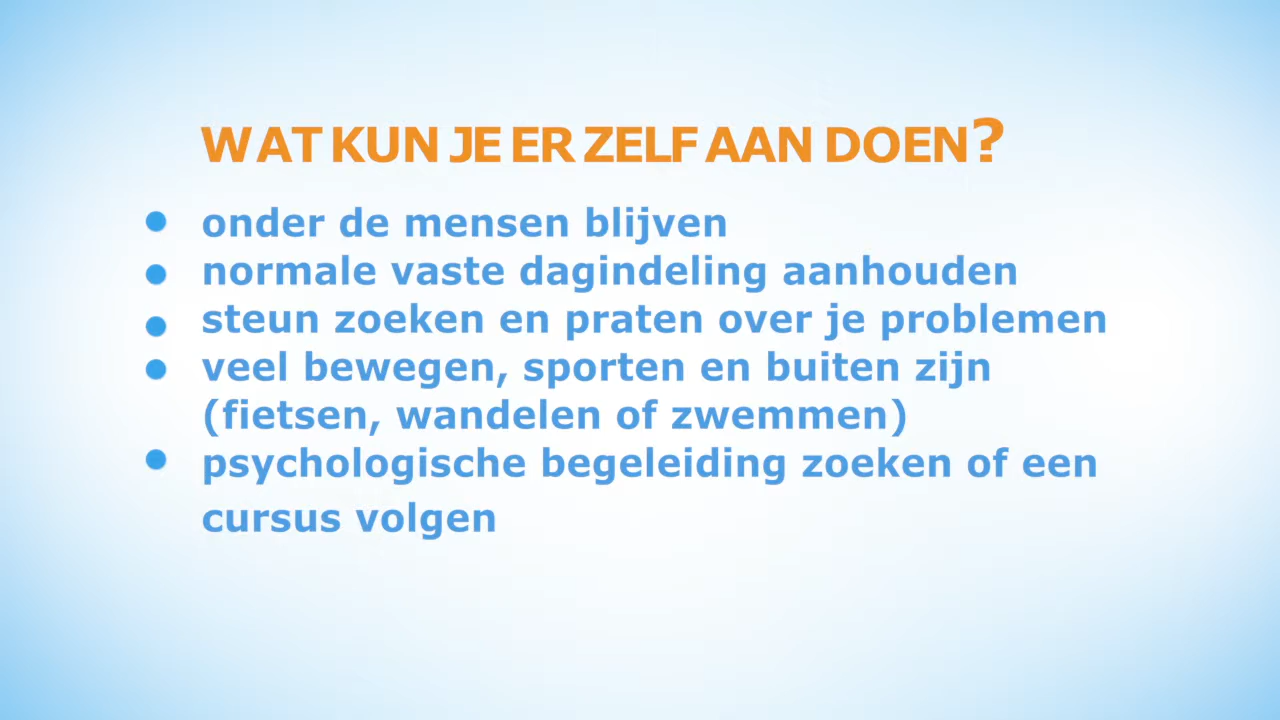 WAT KUN JE ER ZELF AAN DOEN?
• onder de mensen blijven
• normale vaste dagindeling aanhouden
• steun zoeken en praten over je problemen
• veel bewegen, sporten en buiten zijn
(fietsen, wandelen of zwemmen)
• psychologische begeleiding zoeken of een
cursus volgen